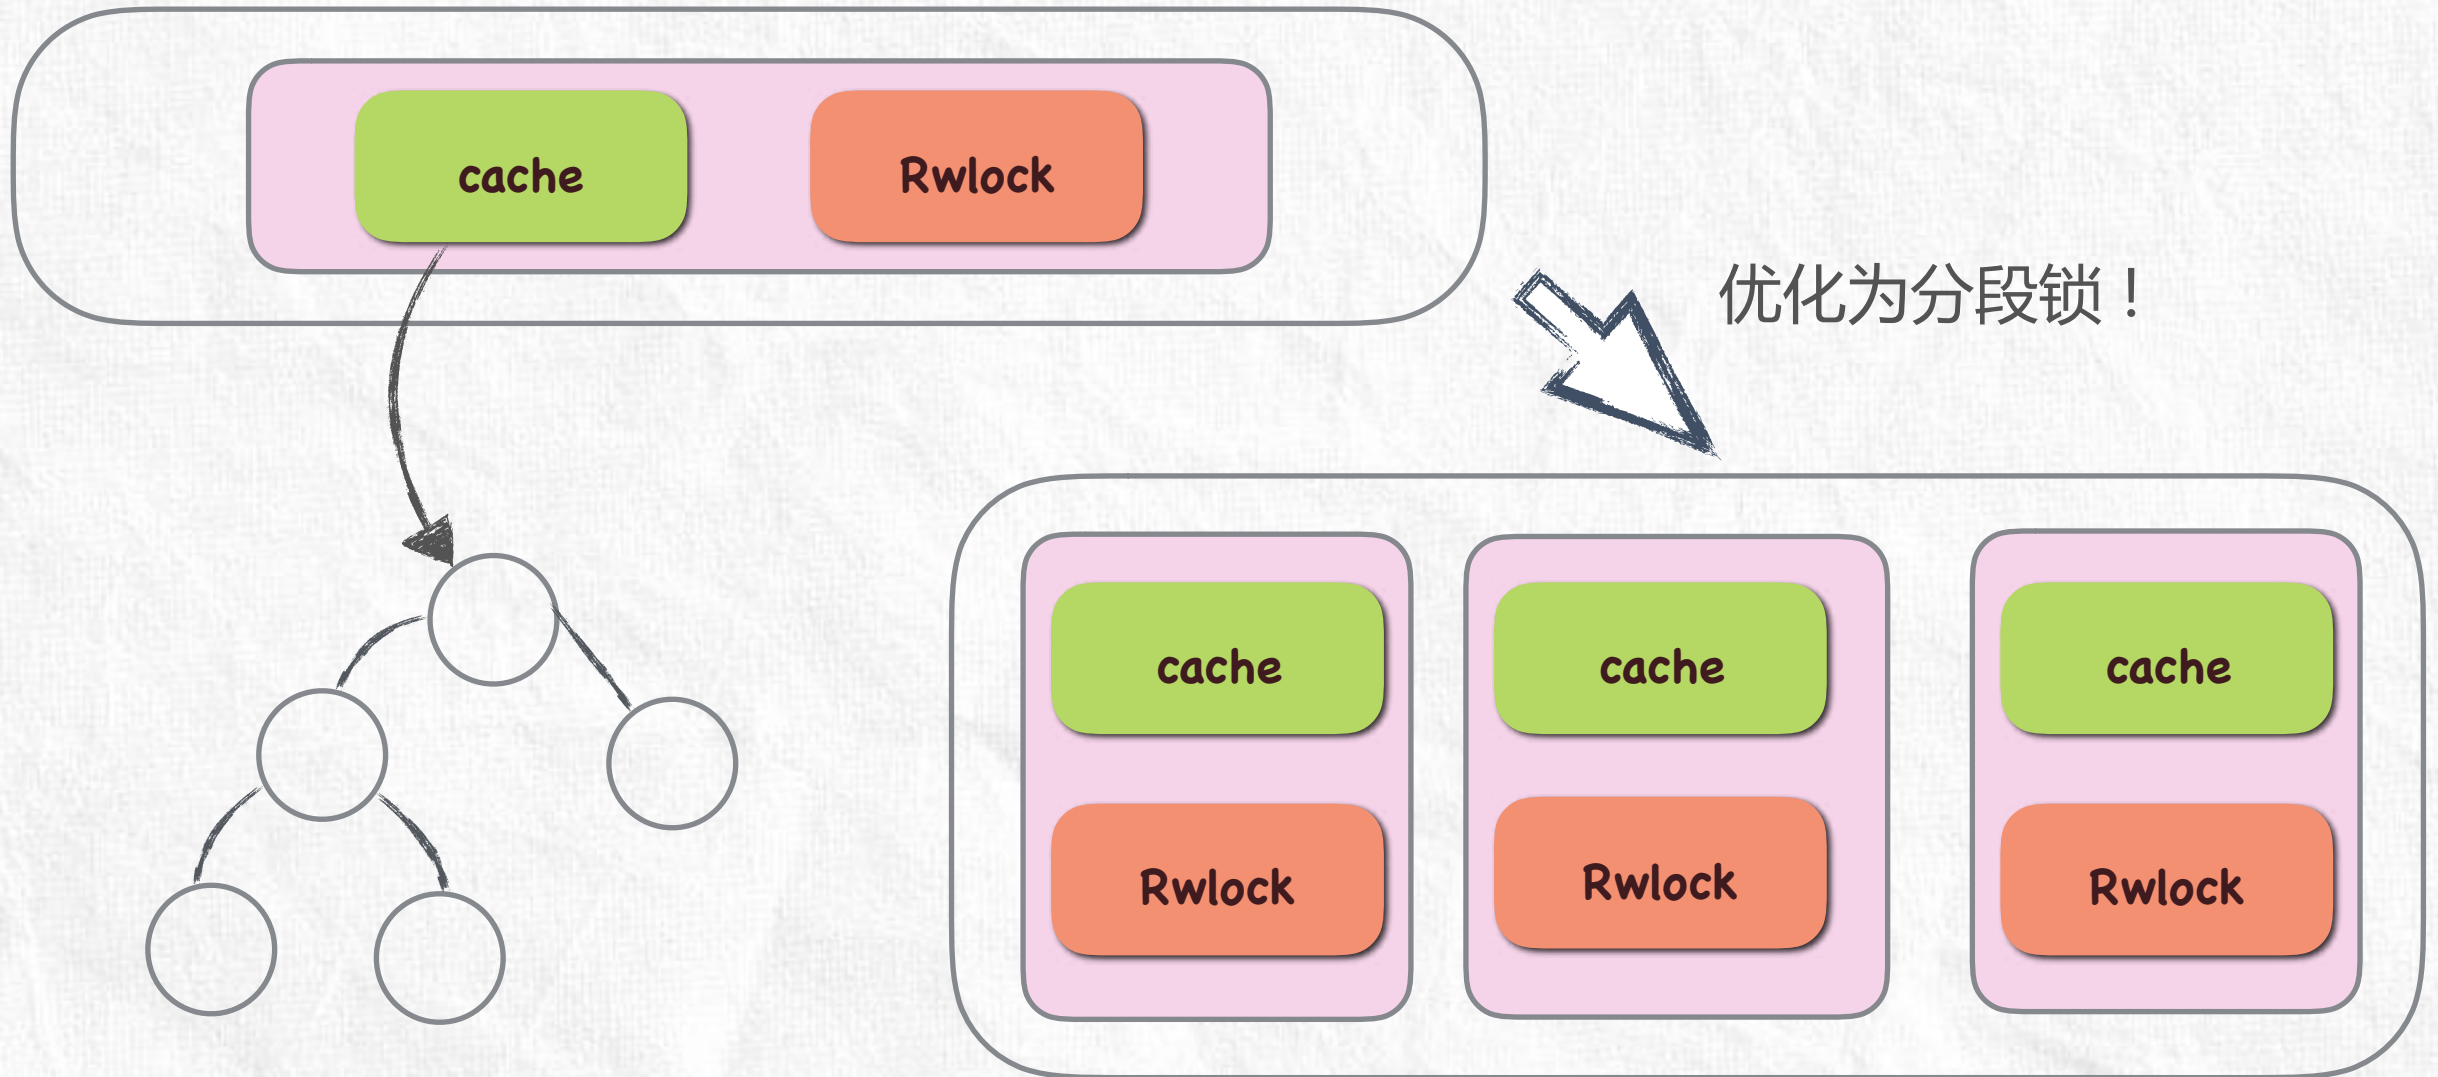 cache
Rwlock
优化为分段锁！
cache
cache
cache
Rwlock
Rwlock
Rwlock